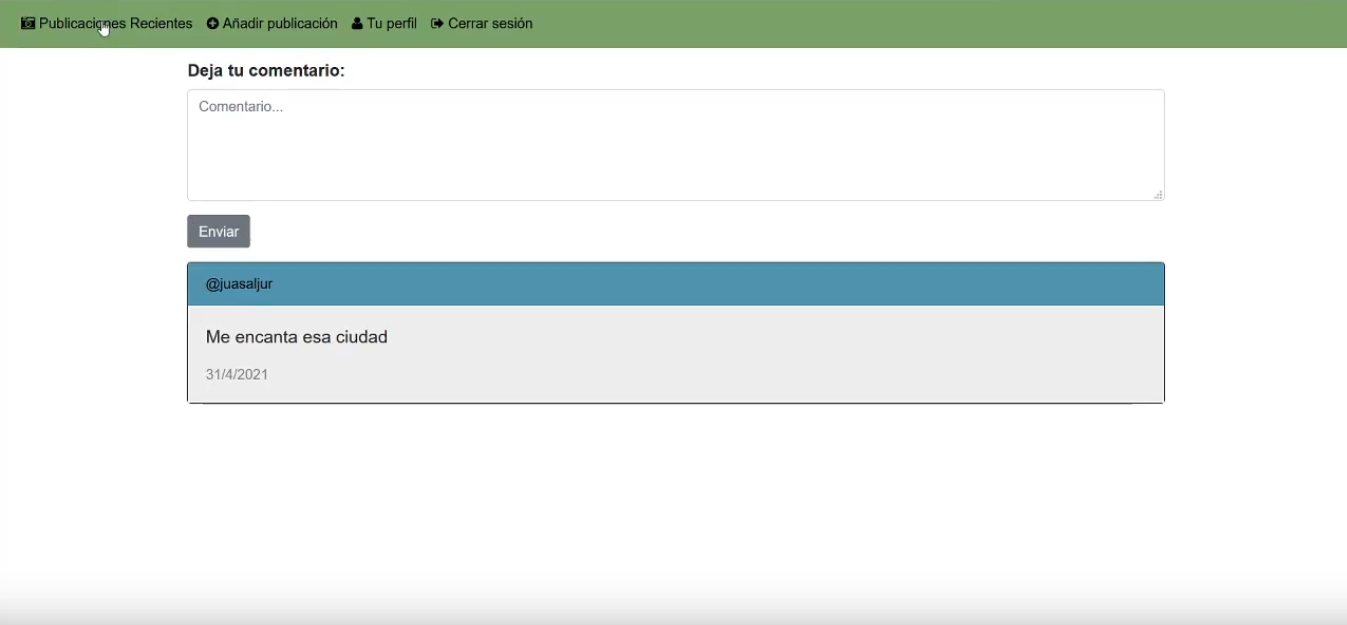 Publicaciones Recientes Añadir publicación Tu perfil Cerrar sesión
Deja tu comentario:
Comentario...
Enviar
@juasaljur
Me encanta esa ciudad
31/4/2021